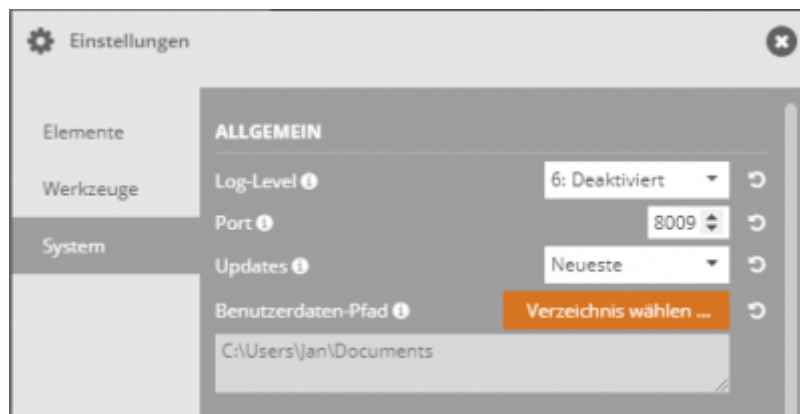 Einstellungen
Elemente
Werkzeuge
System
ALLGEMEIN
Log-Level
6: Deaktiviert
Port
8009
Updates
Neueste
Benutzerdaten-Pfad
Verzeichnis wählen ...
C:\Users\Jan\Documents